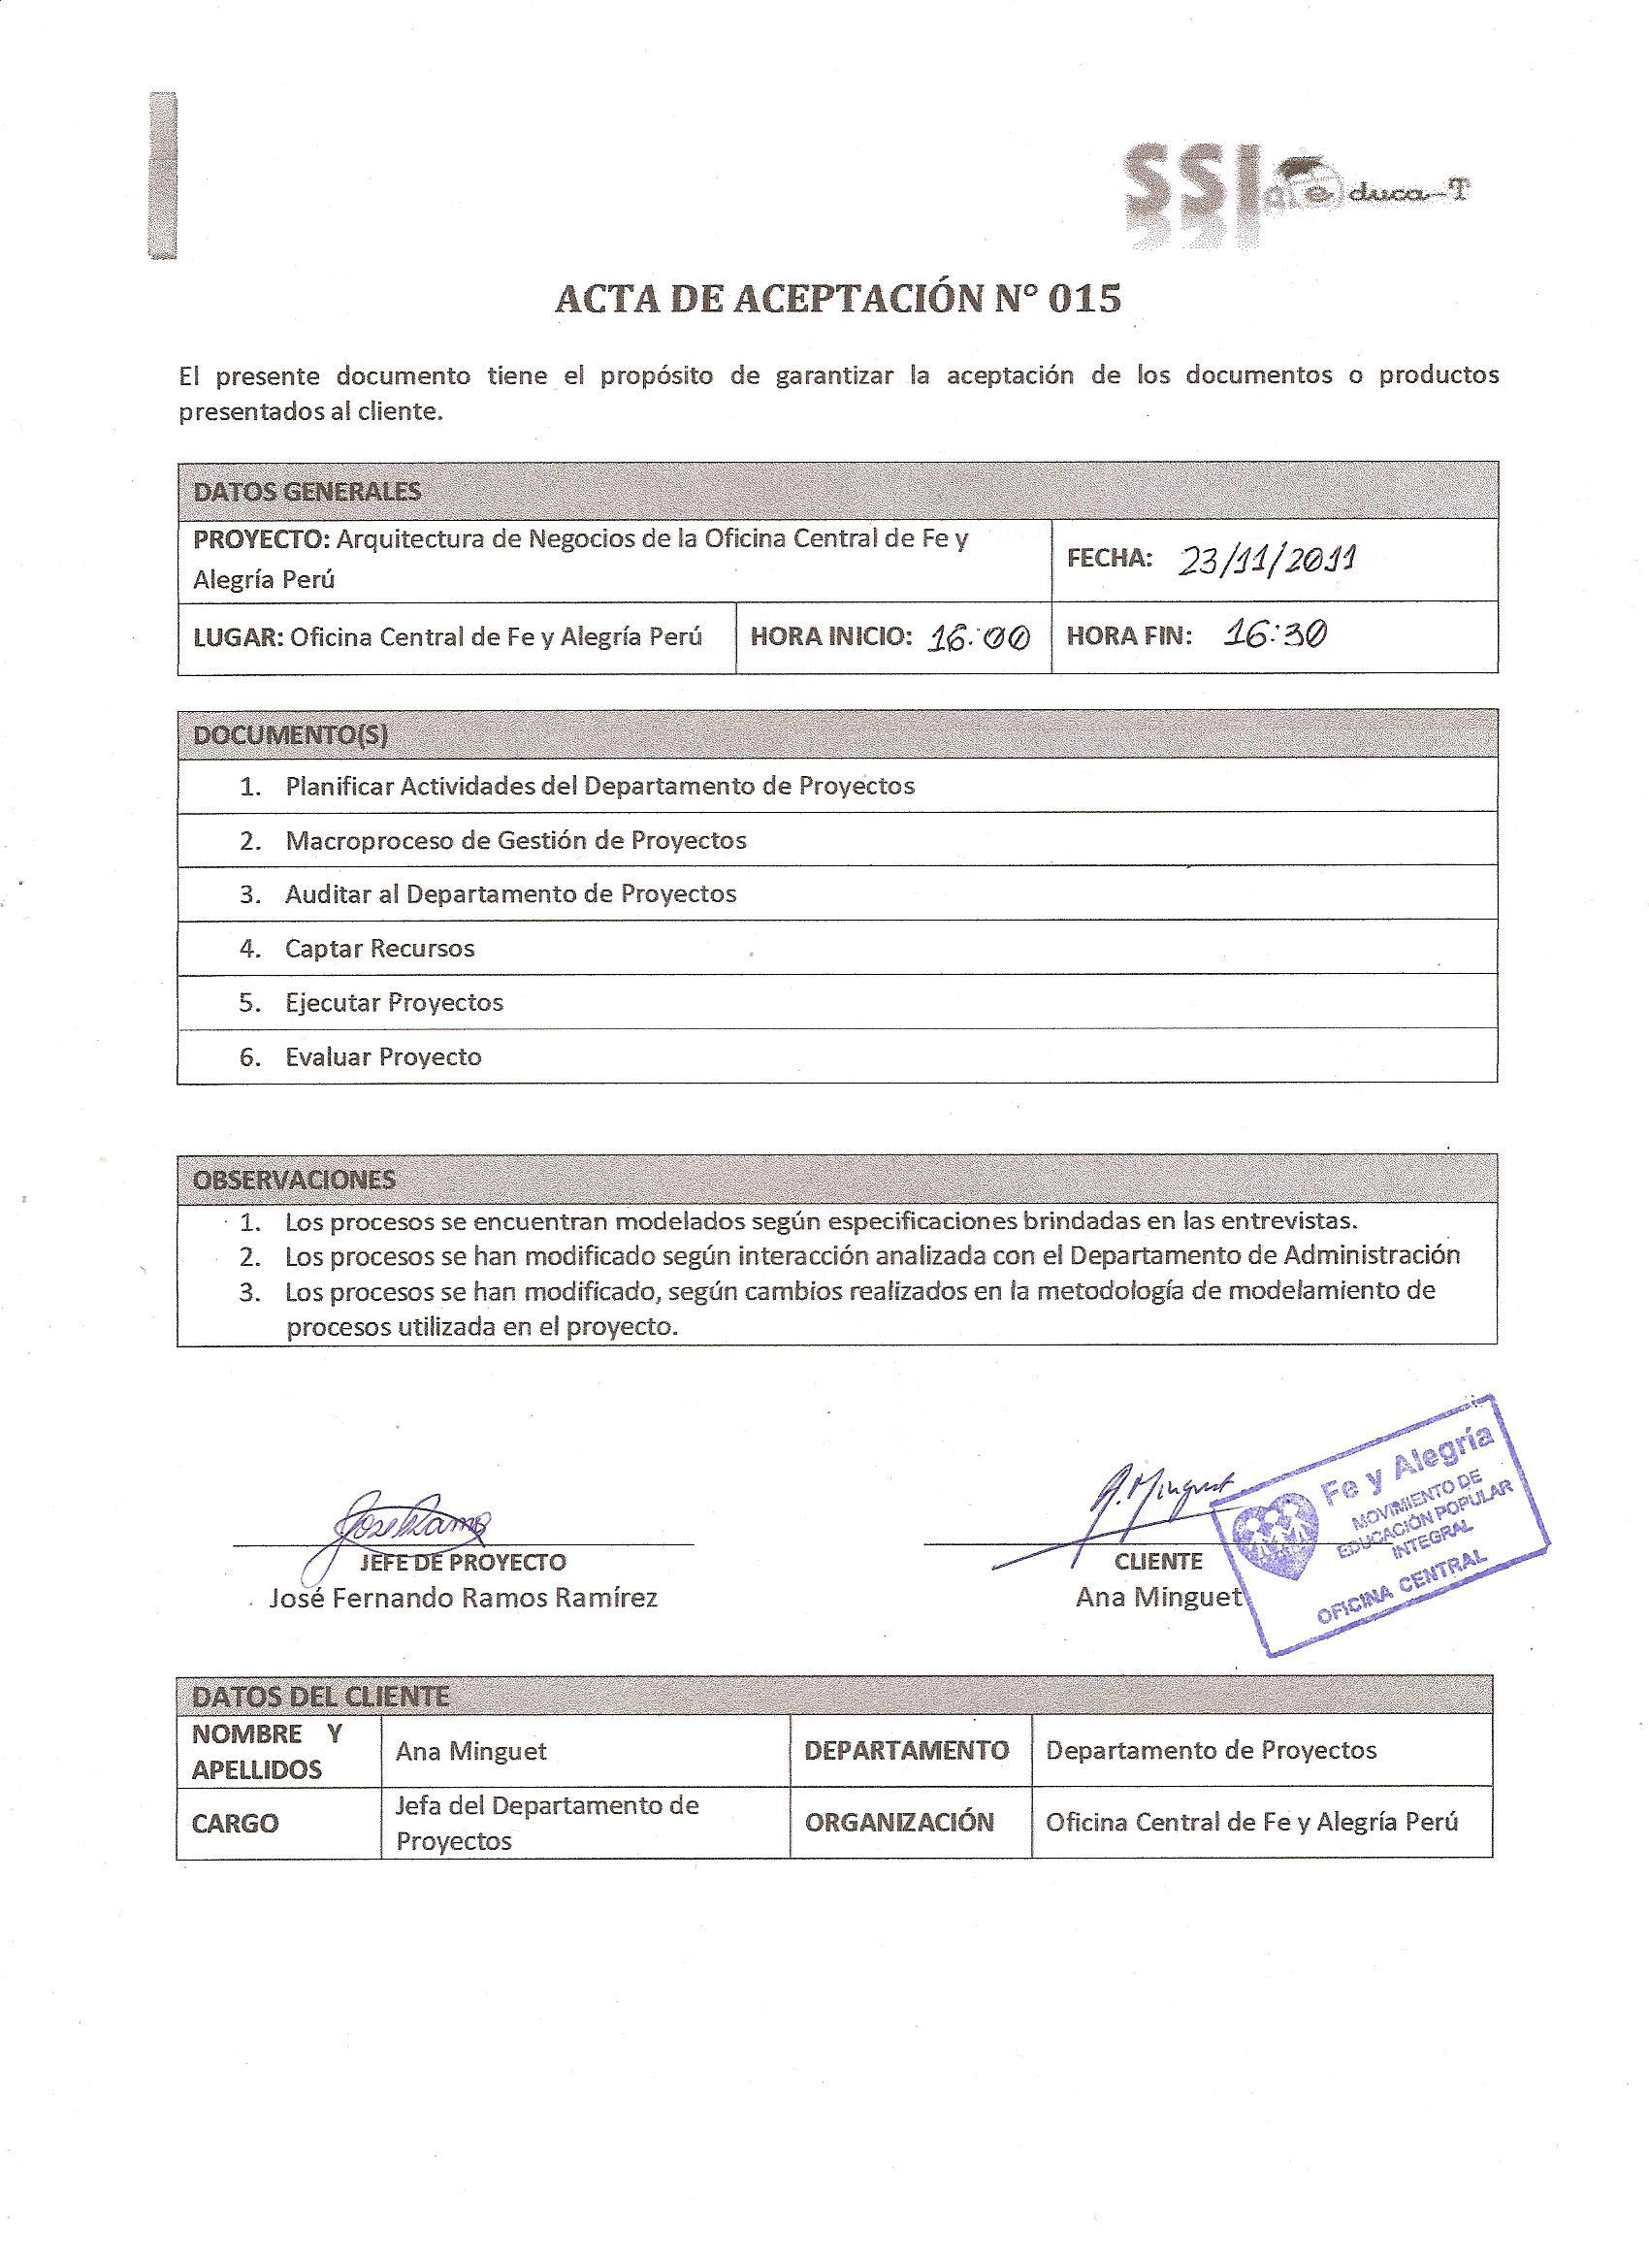 SSI educa-T
ACTA DE ACEPTACIÓN N° 015
El presente documento tiene el propósito de garantizar la aceptación de los documentos o productos
presentados al cliente.
DATOS GENERALES
PROYECTO: Arquitectura de Negocios de la Oficina Central de Fe y
Alegría Perú
FECHA: 23/11/2011
LUGAR: Oficina Central de Fe y Alegría Perú
HORA INICIO: 16:00
HORA FIN: 16:30
DOCUMENTO(S)
1. Planificar Actividades del Departamento de Proyectos
2. Macroproceso de Gestión de Proyectos
3. Auditar al Departamento de Proyectos
4. Captar Recursos
5. Ejecutar Proyectos
6. Evaluar Proyecto
OBSERVACIONES
1. Los procesos se encuentran modelados según especificaciones brindadas en las entrevistas.
2. Los procesos se han modificado según interacción analizada con el Departamento de Administración
3. Los procesos se han modificado, según cambios realizados en la metodología de modelamiento de
procesos utilizada en el proyecto.
Jose Ramos
JEFE DE PROYECTO
José Fernando Ramos Ramírez
A. Minguet
CLIENTE
Ana Minguet
Fe y Alegría
MOVIMIENTO DE
EDUCACIÓN POPULAR
INTEGRAL
OFICINA CENTRAL
DATOS DEL CLIENTE
NOMBRE Y
APELLIDOS
Ana Minguet
DEPARTAMENTO
Departamento de Proyectos
CARGO
Jefa del Departamento de
Proyectos
ORGANIZACIÓN
Oficina Central de Fe y Alegría Perú